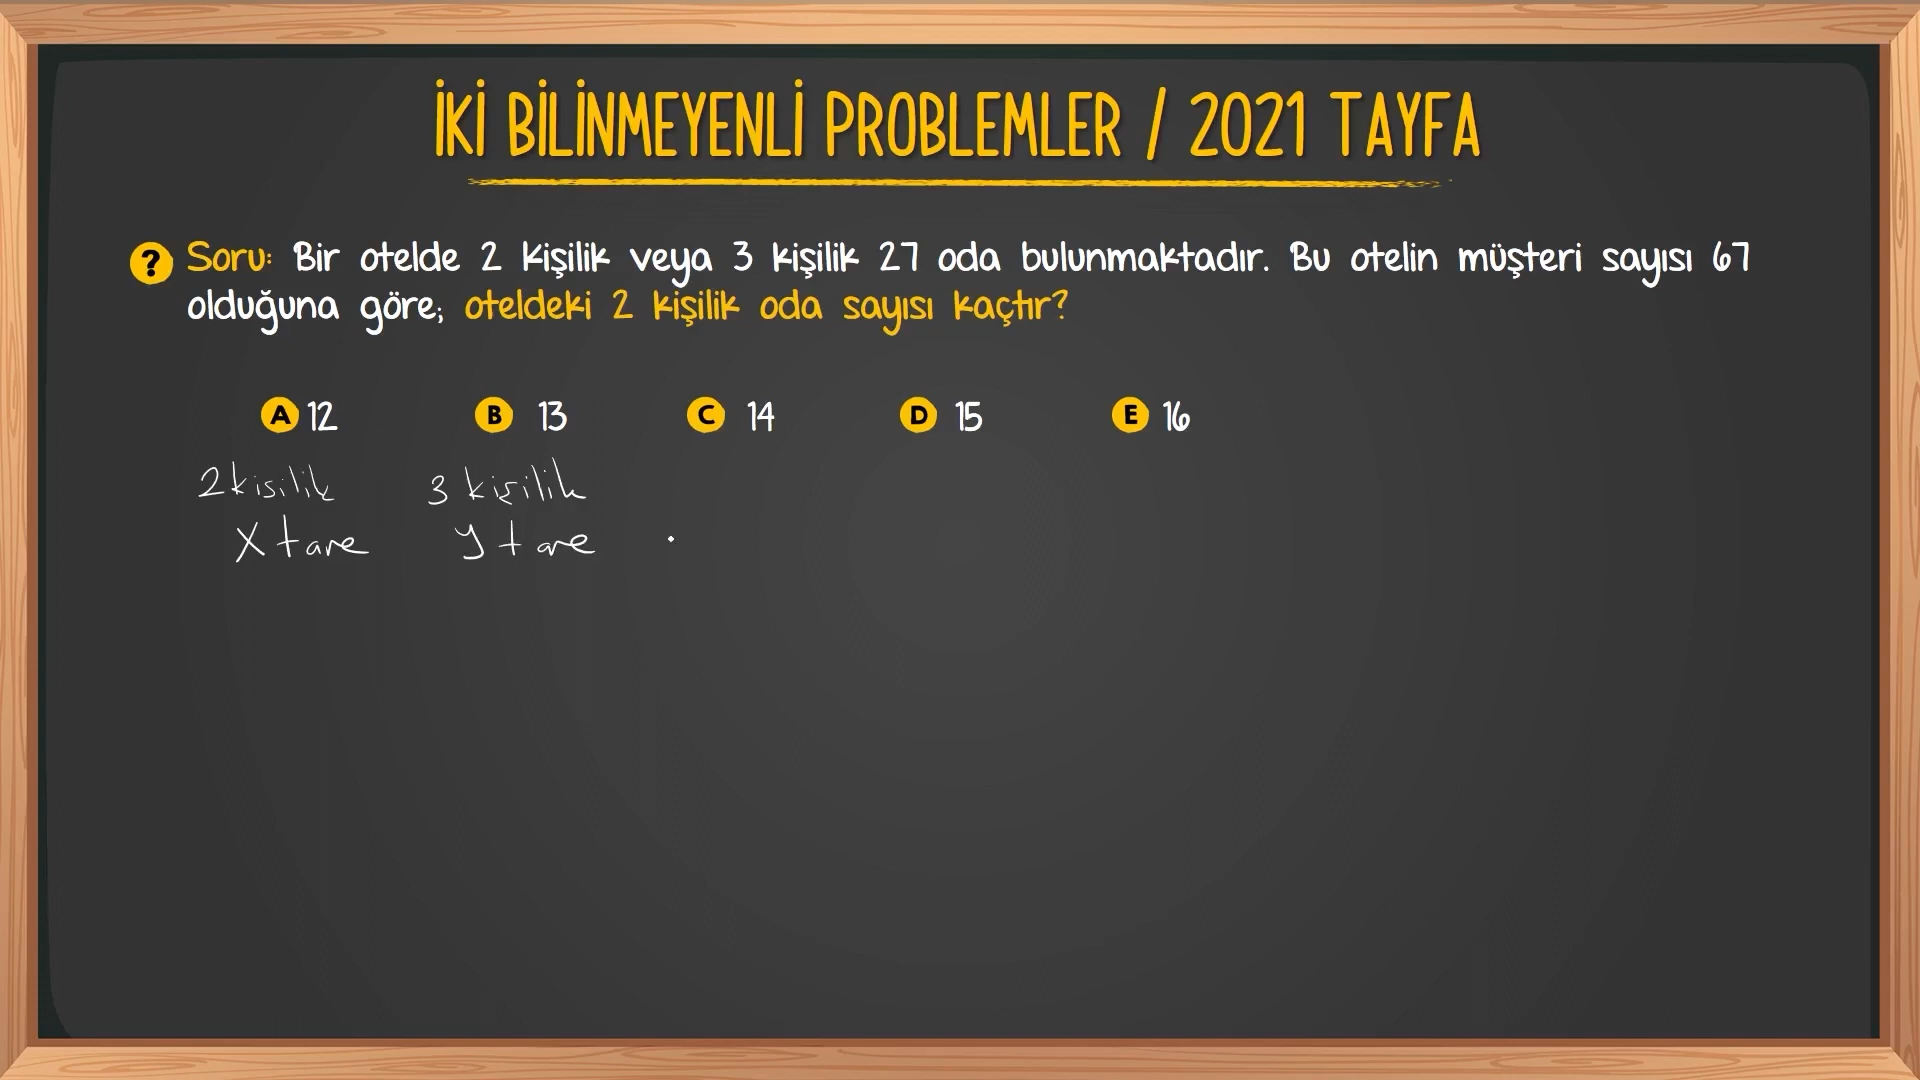 İKİ BİLİNMEYENLİ PROBLEMLER / 2021 TAYFA
? Soru: Bir otelde 2 kişilik veya 3 kişilik 27 oda bulunmaktadır. Bu otelin müşteri sayısı 67
olduğuna göre; oteldeki 2 kişilik oda sayısı kaçtır?
A 12 B 13 C 14 D 15 E 16
2 kisilik 3 kişilik
X tane y tane